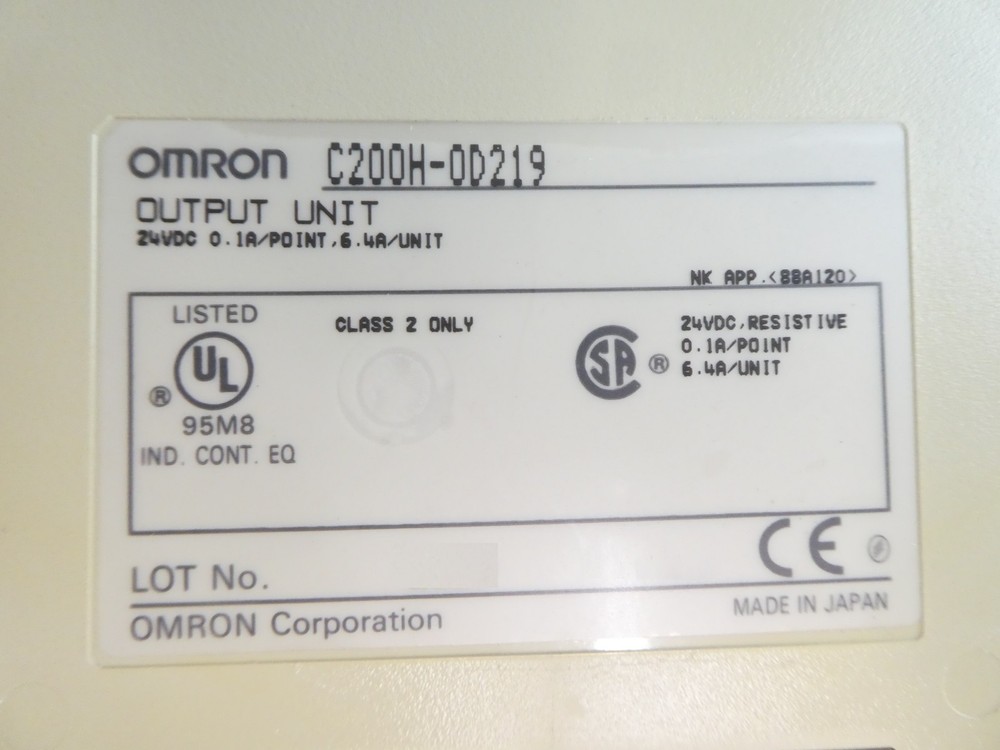 OMRON C200H-OD219
OUTPUT UNIT
24VDC 0.1A/POINT,6.4A/UNIT
NK APP.<88A120>
LISTED
UL
®
95M8
IND. CONT. EQ
CLASS 2 ONLY
SA ®
24VDC,RESISTIVE
0.1A/POINT
6.4A/UNIT
LOT No.
CE
OMRON Corporation
MADE IN JAPAN